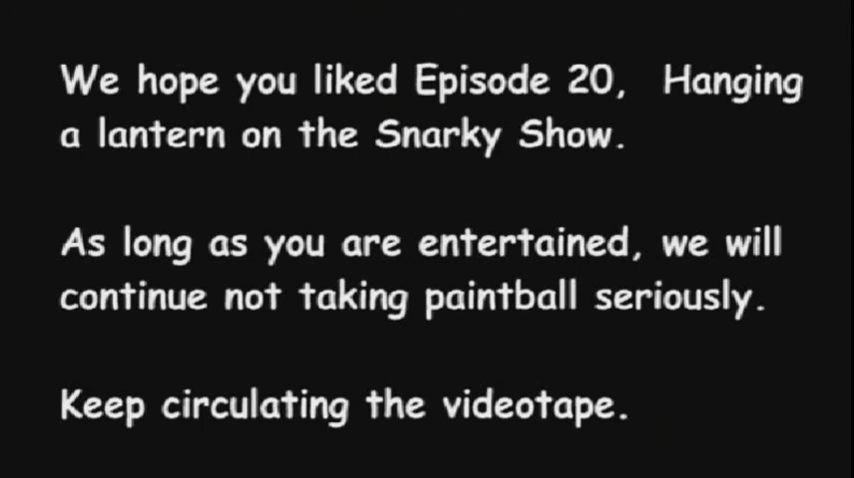 We hope you liked Episode 20,  Hanging
a lantern on the Snarky Show.
As long as you are entertained, we will
continue not taking paintball seriously.
Keep circulating the videotape.